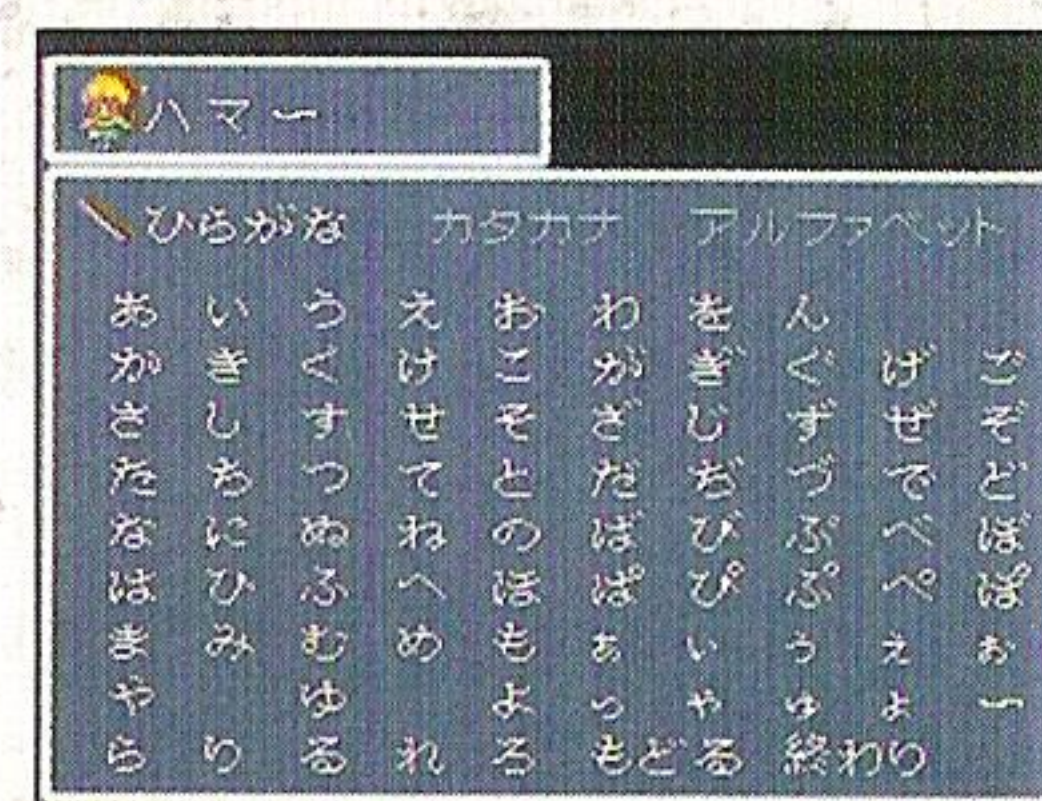 ハマー
ひらがな カタカナ アルファベット
あ い う え お わ を ん
か き く け こ が ぎ ぐ げ ご
さ し す せ そ ざ じ ず ぜ ぞ
た ち つ て と だ ぢ づ で ど
な に ぬ ね の ば び ぶ べ ぼ
は ひ ふ へ ほ ぱ ぴ ぷ ぺ ぽ
ま み む め も ぁ ぃ ぅ ぇ ぉ
や ゆ よ っ ゃ ゅ ょ ー
ら り る れ ろ もどる 終わり